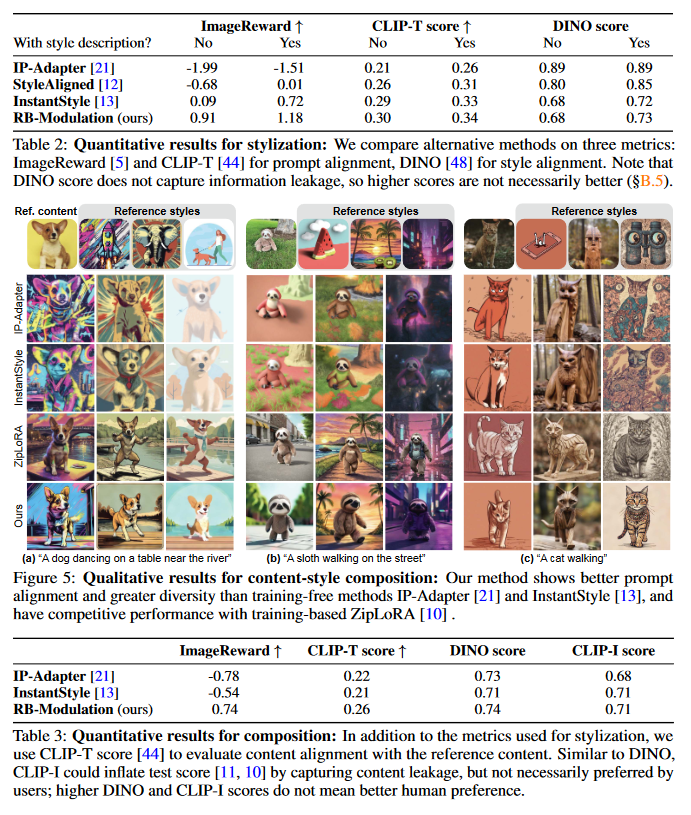 ImageReward ↑ CLIP-T score ↑ DINO score
With style description? No Yes No Yes No Yes
IP-Adapter [21] -1.99 -1.51 0.21 0.26 0.89 0.89
StyleAligned [12] -0.68 0.01 0.26 0.31 0.80 0.85
InstantStyle [13] 0.09 0.72 0.29 0.33 0.68 0.72
RB-Modulation (ours) 0.91 1.18 0.30 0.34 0.68 0.73
Table 2: Quantitative results for stylization: We compare alternative methods on three metrics:
ImageReward [5] and CLIP-T [44] for prompt alignment, DINO [48] for style alignment. Note that
DINO score does not capture information leakage, so higher scores are not necessarily better (§B.5).
Ref. content Reference styles Reference styles Reference styles
IP-Adapter
InstantStyle
ZipLoRA
Ours
(a) “A dog dancing on a table near the river” (b) “A sloth walking on the street” (c) “A cat walking”
Figure 5: Qualitative results for content-style composition: Our method shows better prompt
alignment and greater diversity than training-free methods IP-Adapter [21] and InstantStyle [13], and
have competitive performance with training-based ZipLoRA [10] .
ImageReward ↑ CLIP-T score ↑ DINO score CLIP-I score
IP-Adapter [21] -0.78 0.22 0.73 0.68
InstantStyle [13] -0.54 0.21 0.71 0.71
RB-Modulation (ours) 0.74 0.26 0.74 0.71
Table 3: Quantitative results for composition: In addition to the metrics used for stylization, we
use CLIP-T score [44] to evaluate content alignment with the reference content. Similar to DINO,
CLIP-I could inflate test score [11, 10] by capturing content leakage, but not necessarily preferred by
users; higher DINO and CLIP-I scores do not mean better human preference.